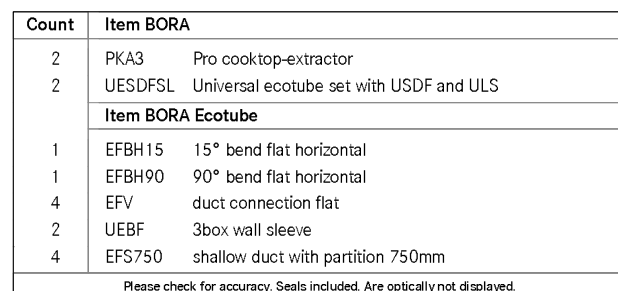 Count Item BORA
2 PKA3 Pro cooktop-extractor
2 UESDFSL Universal ecotube set with USDF and ULS
Item BORA Ecotube
1 EFBH15 15° bend flat horizontal
1 EFBH90 90° bend flat horizontal
4 EFV duct connection flat
2 UEBF 3box wall sleeve
4 EFS750 shallow duct with partition 750mm
Please check for accuracy. Seals included. Are optically not displayed.